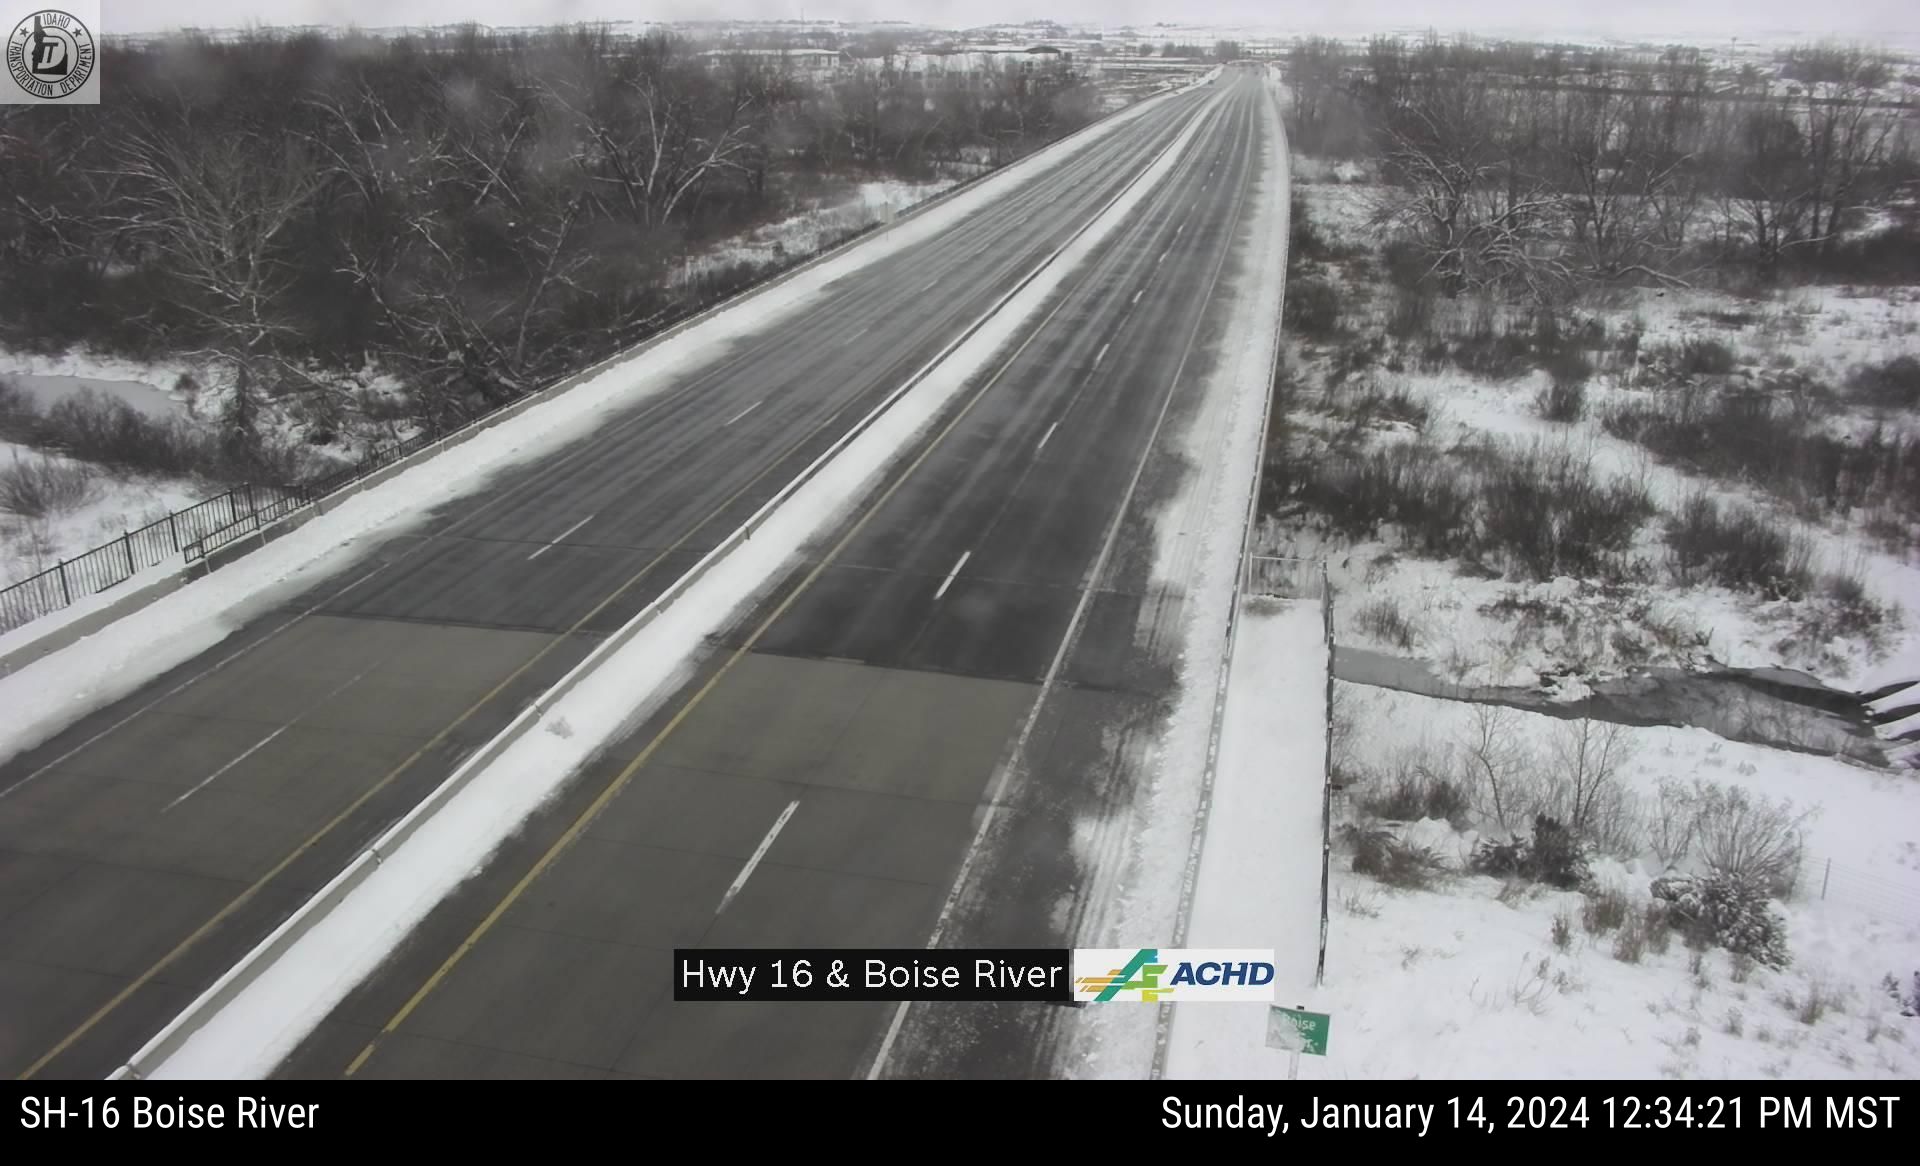 IDAHO
TRANSPORTATION DEPARTMENT
Hwy 16 & Boise River
ACHD
Boise
SH-16 Boise River
Sunday, January 14, 2024 12:34:21 PM MST